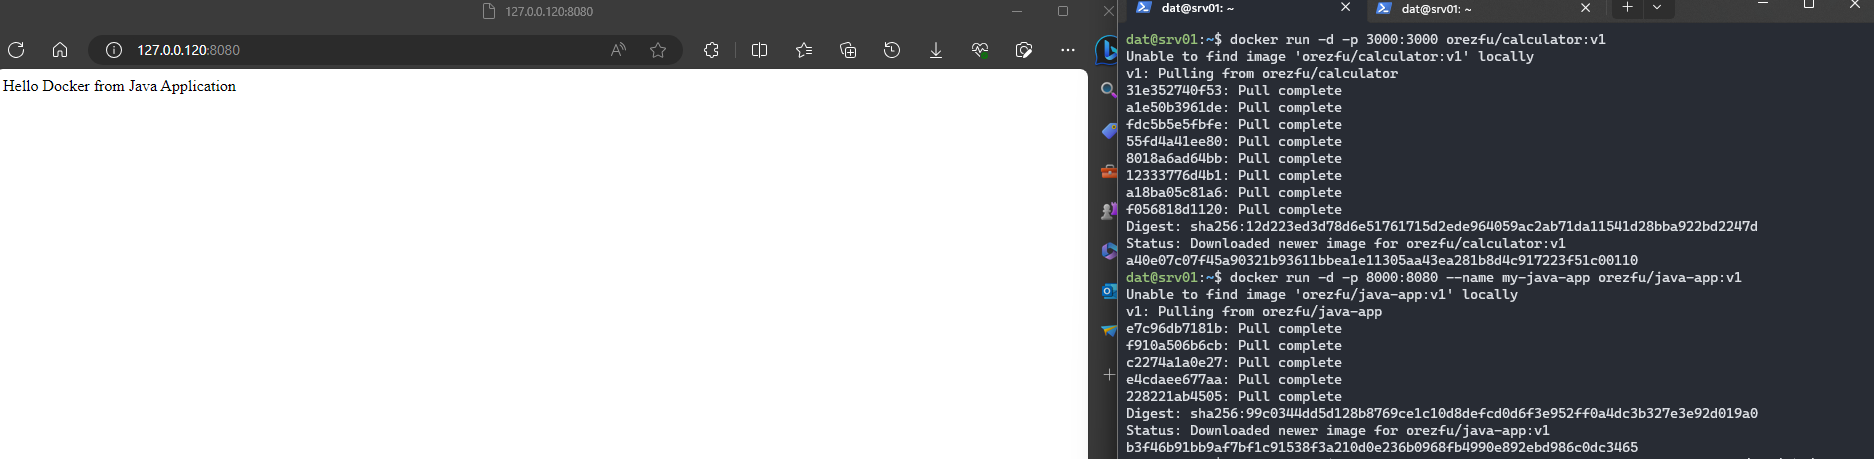 127.0.0.120:8080
127.0.0.120:8080
Hello Docker from Java Application
dat@srv01: ~
dat@srv01: ~
dat@srv01:~$ docker run -d -p 3000:3000 orezfu/calculator:v1
Unable to find image 'orezfu/calculator:v1' locally
v1: Pulling from orezfu/calculator
31e352740f53: Pull complete
a1e50b3961de: Pull complete
fdc5b5e5fbfe: Pull complete
55fd4a41ee80: Pull complete
8018a6ad64bb: Pull complete
12333776d4b1: Pull complete
a18ba05c81a6: Pull complete
f056818d1120: Pull complete
Digest: sha256:12d223ed3d78d6e51761715d2ede964059ac2ab71da11541d28bba922bd2247d
Status: Downloaded newer image for orezfu/calculator:v1
a40e07c07f45a90321b93611bbea1e11305aa43ea281b8d4c917223f51c00110
dat@srv01:~$ docker run -d -p 8000:8080 --name my-java-app orezfu/java-app:v1
Unable to find image 'orezfu/java-app:v1' locally
v1: Pulling from orezfu/java-app
e7c96db7181b: Pull complete
f910a506b6cb: Pull complete
c2274a1a0e27: Pull complete
e4cdaee677aa: Pull complete
228221ab4505: Pull complete
Digest: sha256:99c0344dd5d128b8769ce1c10d8defcd0d6f3e952ff0a4dc3b327e3e92d019a0
Status: Downloaded newer image for orezfu/java-app:v1
b3f46b91bb9af7bf1c91538f3a210d0e236b0968fb4990e892ebd986c0dc3465